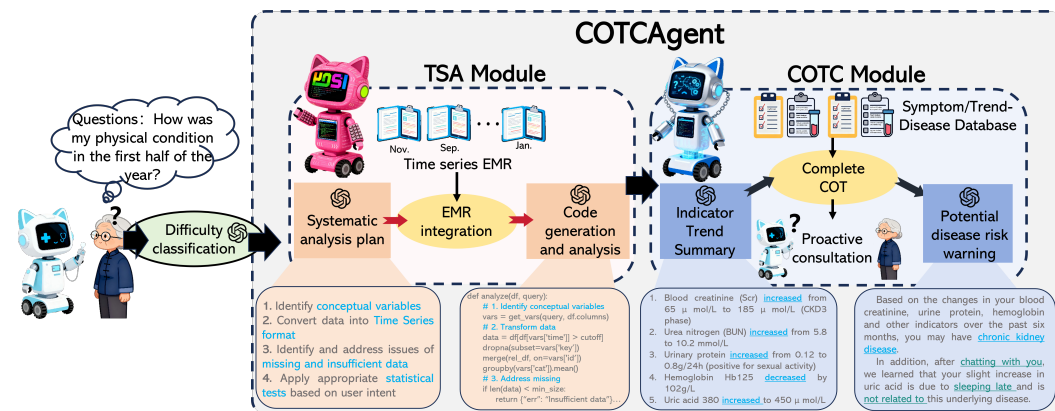 COTCAgent
TSA Module
COTC Module
Questions: How was
my physical condition
in the first half of the
year?
?
Difficulty
classification
Nov.
Sep.
...
Jan.
Time series EMR
Systematic
analysis plan
EMR
integration
Code
generation
and analysis
Symptom/Trend-
Disease Database
Complete
COT
Indicator
Trend
Summary
?
Proactive
consultation
Potential
disease risk
warning
1. Identify conceptual variables
2. Convert data into Time Series
format
3. Identify and address issues of
missing and insufficient data
4. Apply appropriate statistical
tests based on user intent
def analyze(df, query):
# 1. Identify conceptual variables
vars = get_vars(query, df.columns)
# 2. Transform data
data = df[df[vars['time']] > cutoff]
dropna(subset=vars['key'])
merge(rel_df, on=vars['id'])
groupby(vars['cat']).mean()
# 3. Address missing
if len(data) < min_size:
return {"err": "Insufficient data"}...
1. Blood creatinine (Scr) increased from
65 μ mol/L to 185 μ mol/L (CKD3
phase)
2. Urea nitrogen (BUN) increased from 5.8
to 10.2 mmol/L
3. Urinary protein increased from 0.12 to
0.8g/24h (positive for sexual activity)
4. Hemoglobin Hb125 decreased by
102g/L
5. Uric acid 380 increased to 450 μ mol/L
Based on the changes in your blood
creatinine, urine protein, hemoglobin
and other indicators over the past six
months, you may have chronic kidney
disease.
In addition, after chatting with you,
we learned that your slight increase in
uric acid is due to sleeping late and is
not related to this underlying disease.